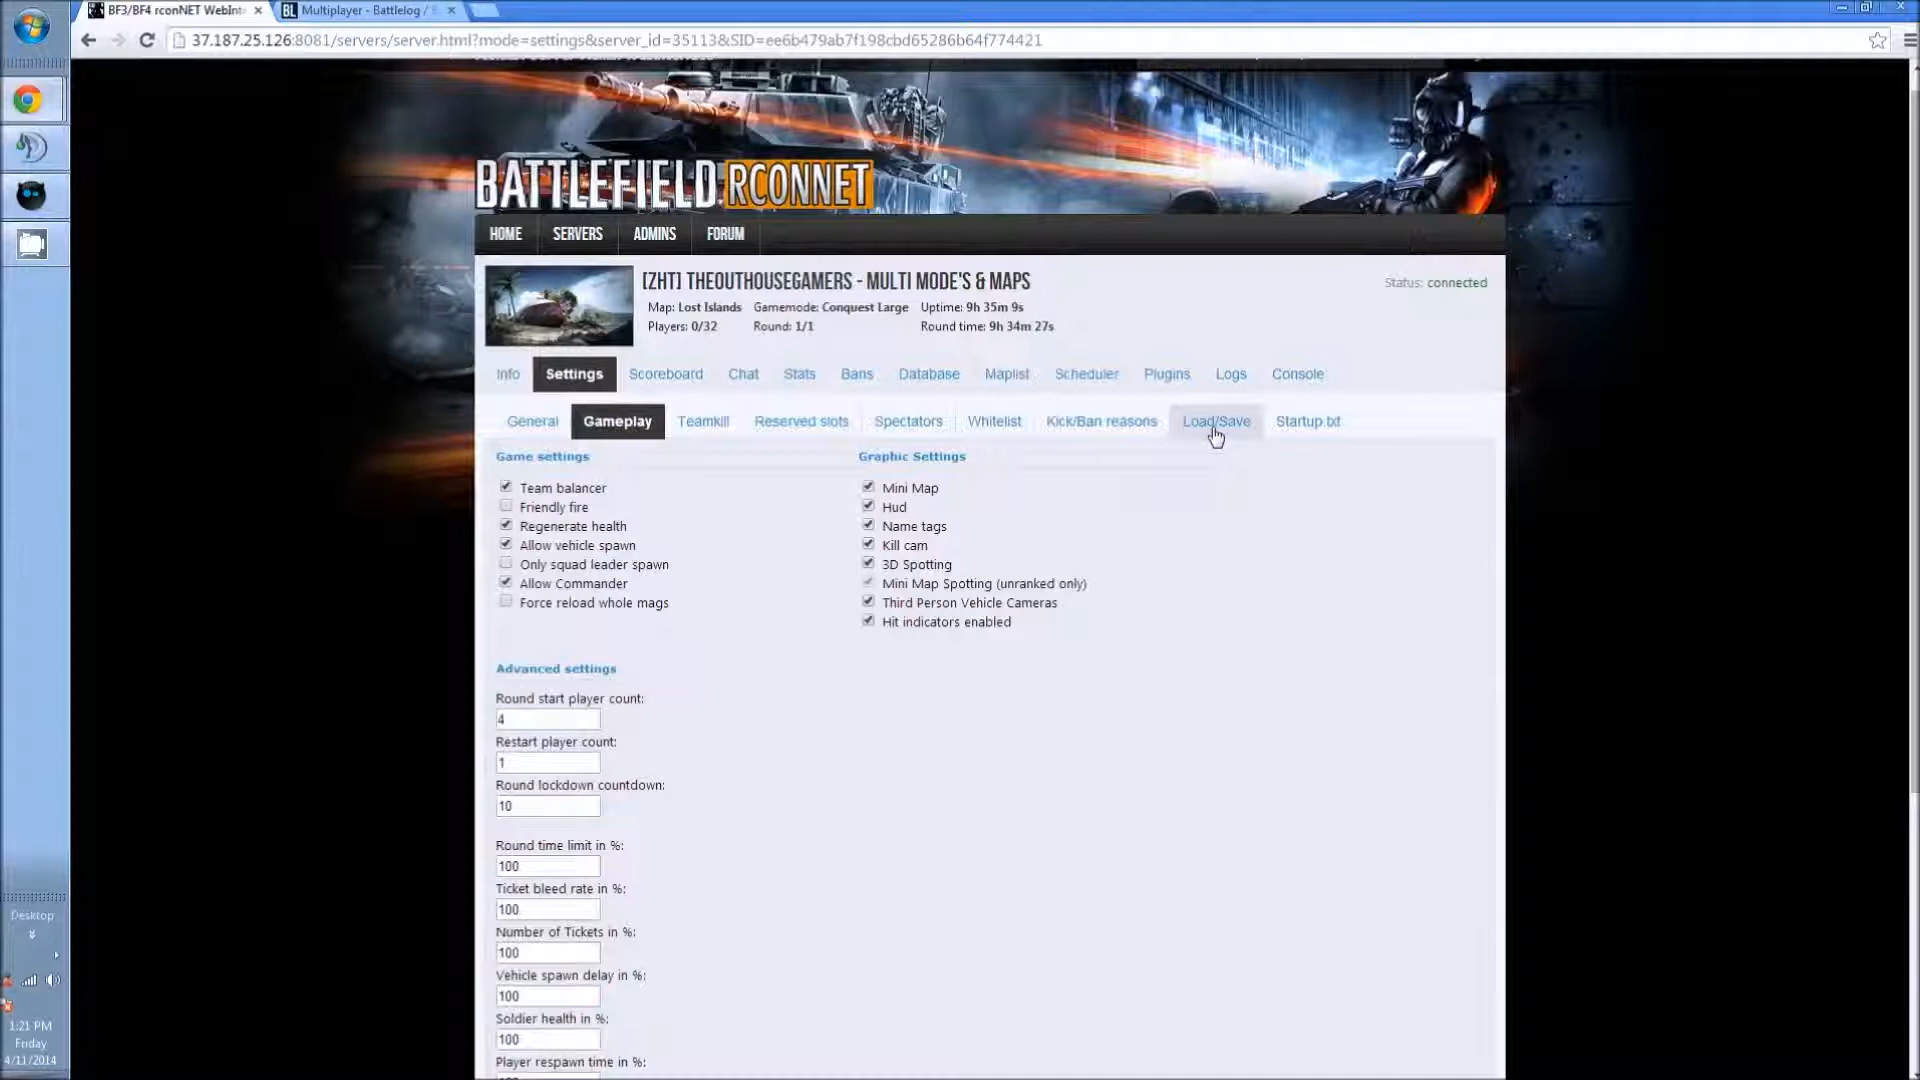 BF3/BF4 rconNET WebInt
Multiplayer - Battlelog /
37.187.25.126:8081/servers/server.html?mode=settings&server_id=35113&SID=ee6b479ab7f198cbd65286b64f774421
BATTLEFIELD RCONNET
HOME SERVERS ADMINS FORUM
[ZHT] THEOUTHOUSEGAMERS - MULTI MODE'S & MAPS
Status: connected
Map: Lost Islands Gamemode: Conquest Large Uptime: 9h 35m 9s
Players: 0/32 Round: 1/1 Round time: 9h 34m 27s
Info Settings Scoreboard Chat Stats Bans Database Maplist Scheduler Plugins Logs Console
General Gameplay Teamkill Reserved slots Spectators Whitelist Kick/Ban reasons Load/Save Startup.txt
Game settings
Team balancer
Friendly fire
Regenerate health
Allow vehicle spawn
Only squad leader spawn
Allow Commander
Force reload whole mags
Graphic Settings
Mini Map
Hud
Name tags
Kill cam
3D Spotting
Mini Map Spotting (unranked only)
Third Person Vehicle Cameras
Hit indicators enabled
Advanced settings
Round start player count:
4
Restart player count:
1
Round lockdown countdown:
10
Round time limit in %:
100
Ticket bleed rate in %:
100
Number of Tickets in %:
100
Vehicle spawn delay in %:
100
Soldier health in %:
100
Player respawn time in %:
Desktop
1:21 PM
Friday
4/11/2014